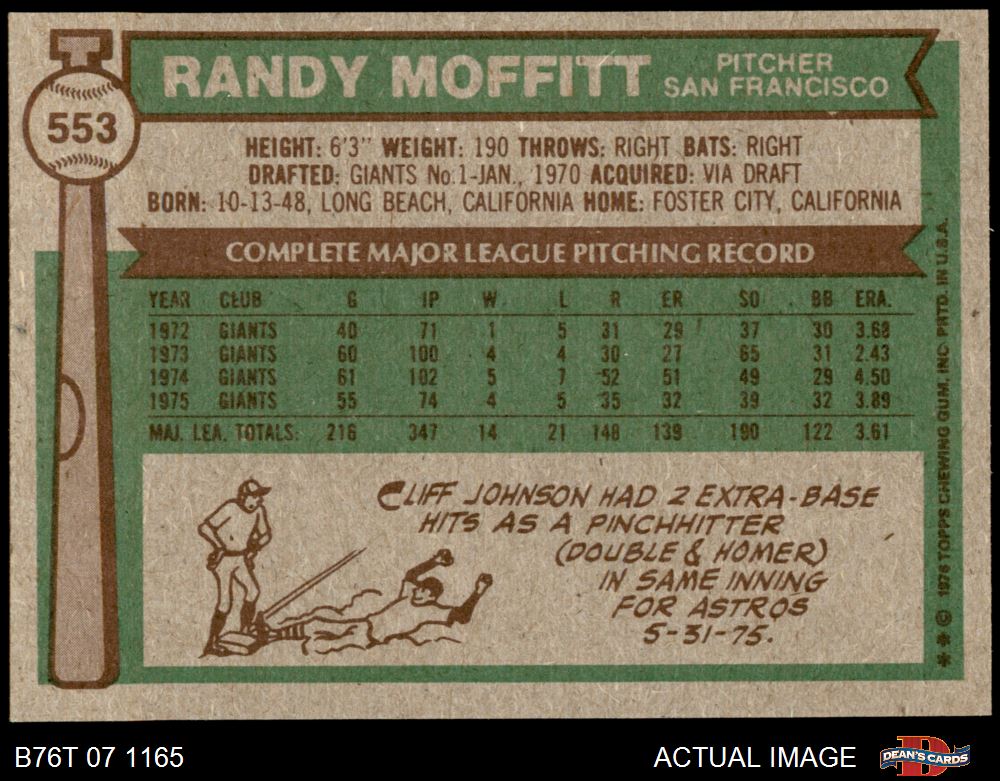 553
RANDY MOFFITT
PITCHER
SAN FRANCISCO
HEIGHT: 6'3" WEIGHT: 190 THROWS: RIGHT BATS: RIGHT
DRAFTED: GIANTS No.1-JAN., 1970 ACQUIRED: VIA DRAFT
BORN: 10-13-48, LONG BEACH, CALIFORNIA HOME: FOSTER CITY, CALIFORNIA
COMPLETE MAJOR LEAGUE PITCHING RECORD
YEAR CLUB G IP W L R ER SO BB ERA.
1972 GIANTS 40 71 1 5 31 29 37 30 3.68
1973 GIANTS 60 100 4 4 30 27 65 31 2.43
1974 GIANTS 61 102 5 7 52 51 49 29 4.50
1975 GIANTS 55 74 4 5 35 32 39 32 3.89
MAJ. LEA. TOTALS: 216 347 14 21 148 139 190 122 3.61
CLIFF JOHNSON HAD 2 EXTRA-BASE
HITS AS A PINCHHITTER
(DOUBLE & HOMER)
IN SAME INNING
FOR ASTROS
5-31-75.
** © 1976 TOPPS CHEWING GUM, INC. PRTD. IN U.S.A.
B76T 07 1165
ACTUAL IMAGE
D
DEAN'S CARDS